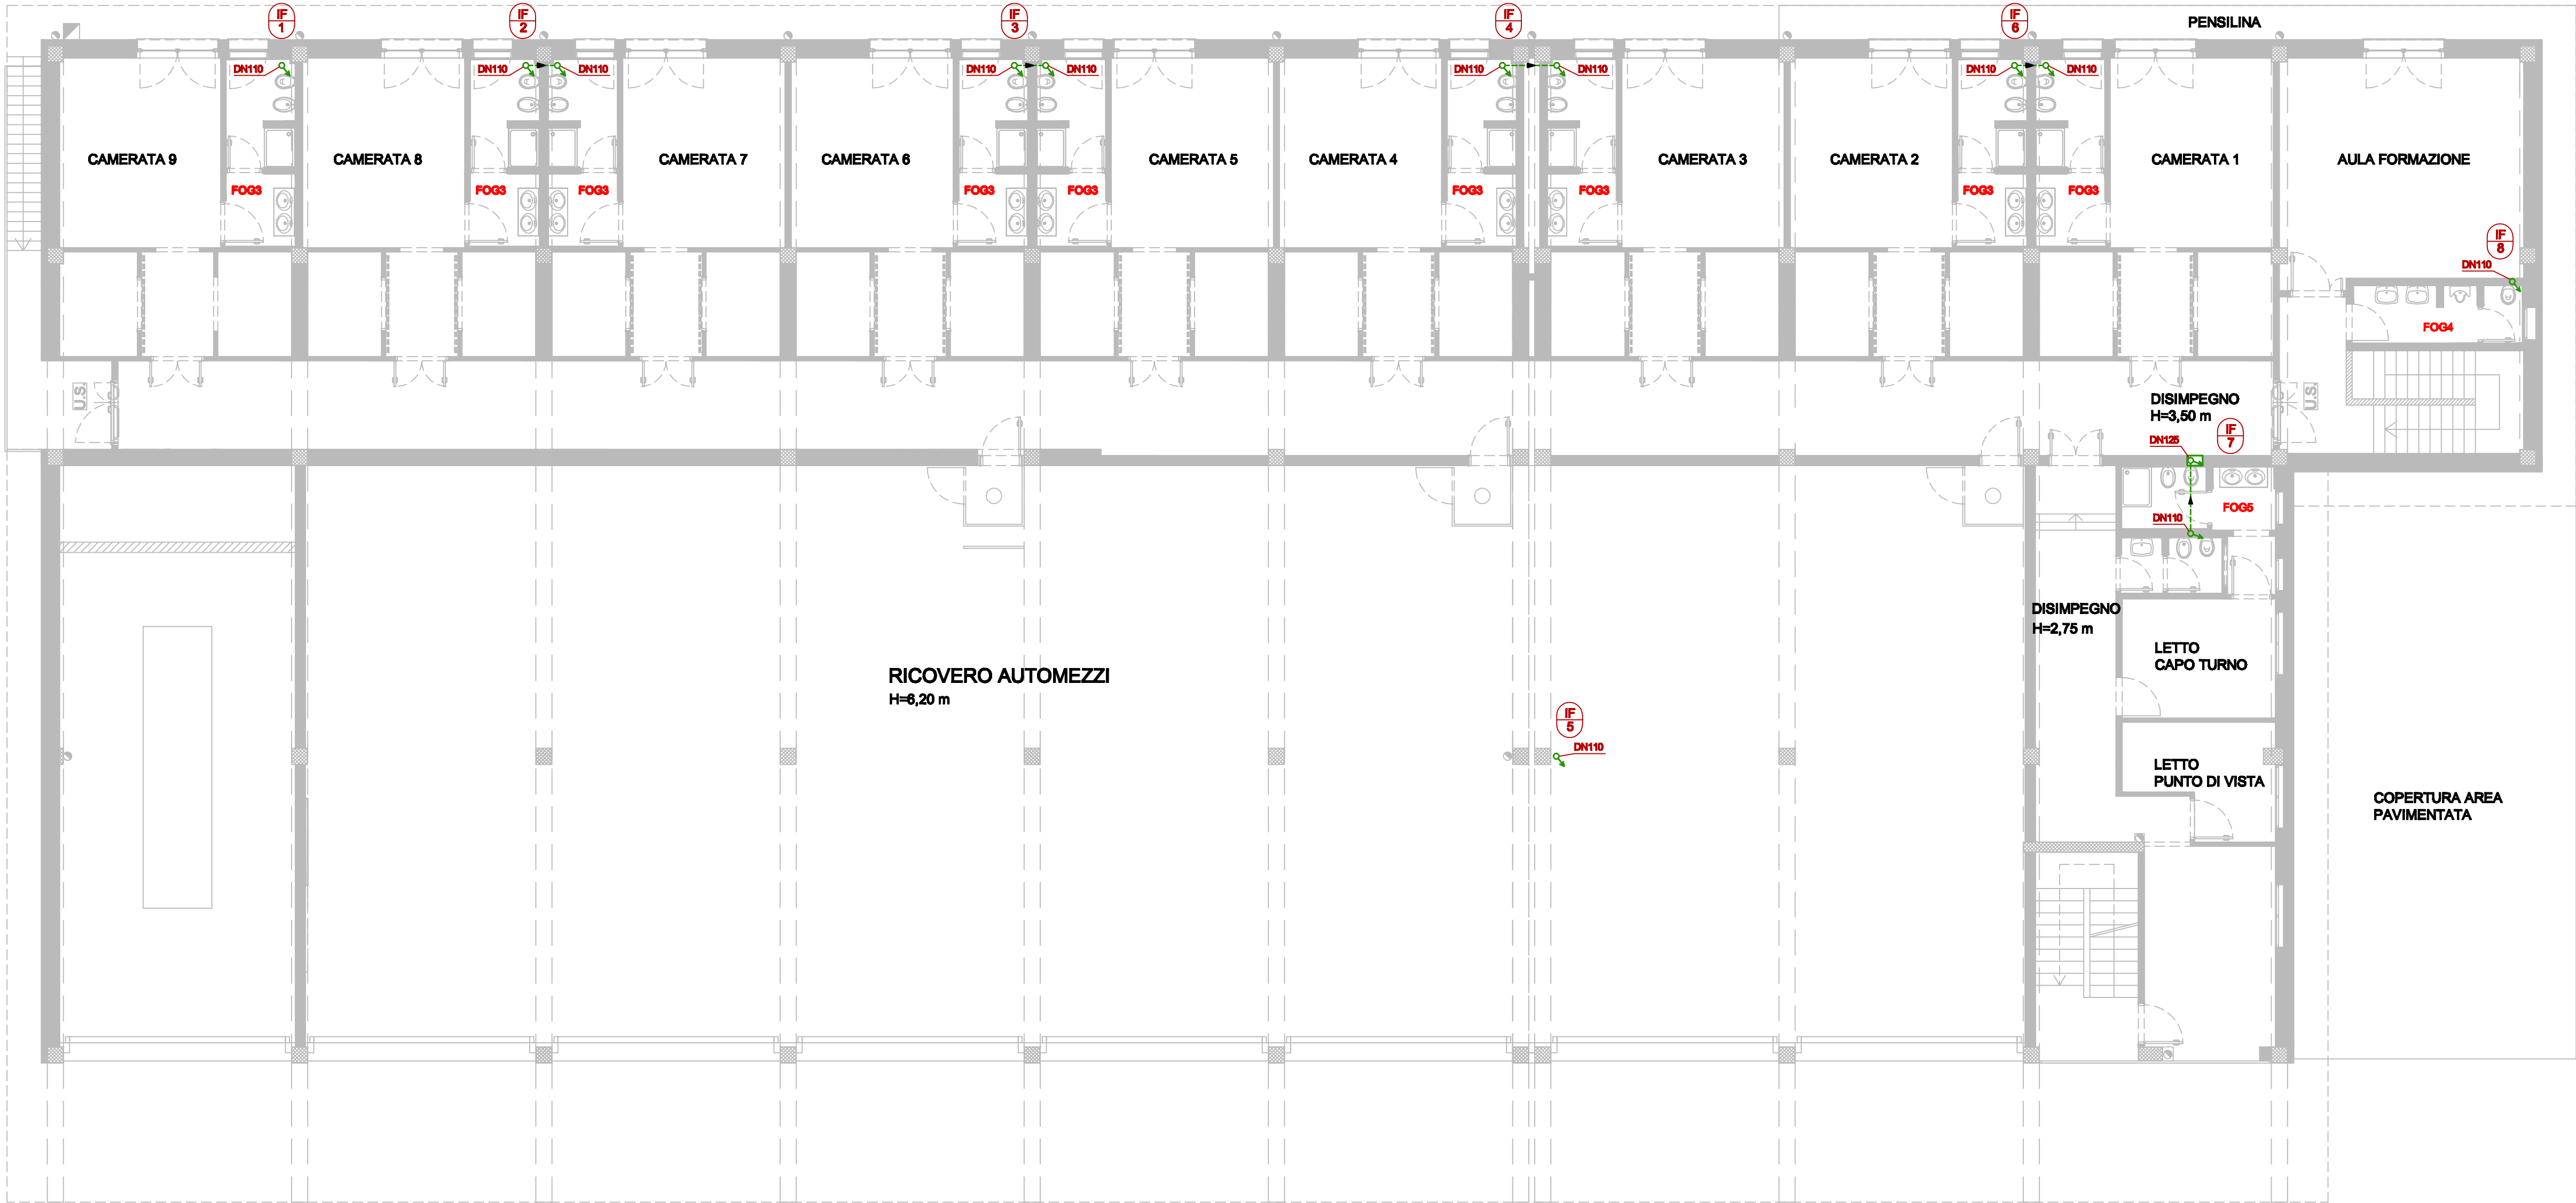 IF
1
IF
2
IF
3
IF
4
IF
6
PENSILINA
DN110
DN110
DN110
DN110
DN110
DN110
DN110
DN110
DN110
CAMERATA 9
CAMERATA 8
CAMERATA 7
CAMERATA 6
CAMERATA 5
CAMERATA 4
CAMERATA 3
CAMERATA 2
CAMERATA 1
AULA FORMAZIONE
FOG3
FOG3
FOG3
FOG3
FOG3
FOG3
FOG3
FOG3
FOG3
IF
8
DN110
FOG4
U.S.
U.S.
DISIMPEGNO
H=3,50 m
IF
7
DN125
FOG5
DN110
DISIMPEGNO
H=2,75 m
LETTO
CAPO TURNO
RICOVERO AUTOMEZZI
H=6,20 m
IF
5
DN110
LETTO
PUNTO DI VISTA
COPERTURA AREA
PAVIMENTATA